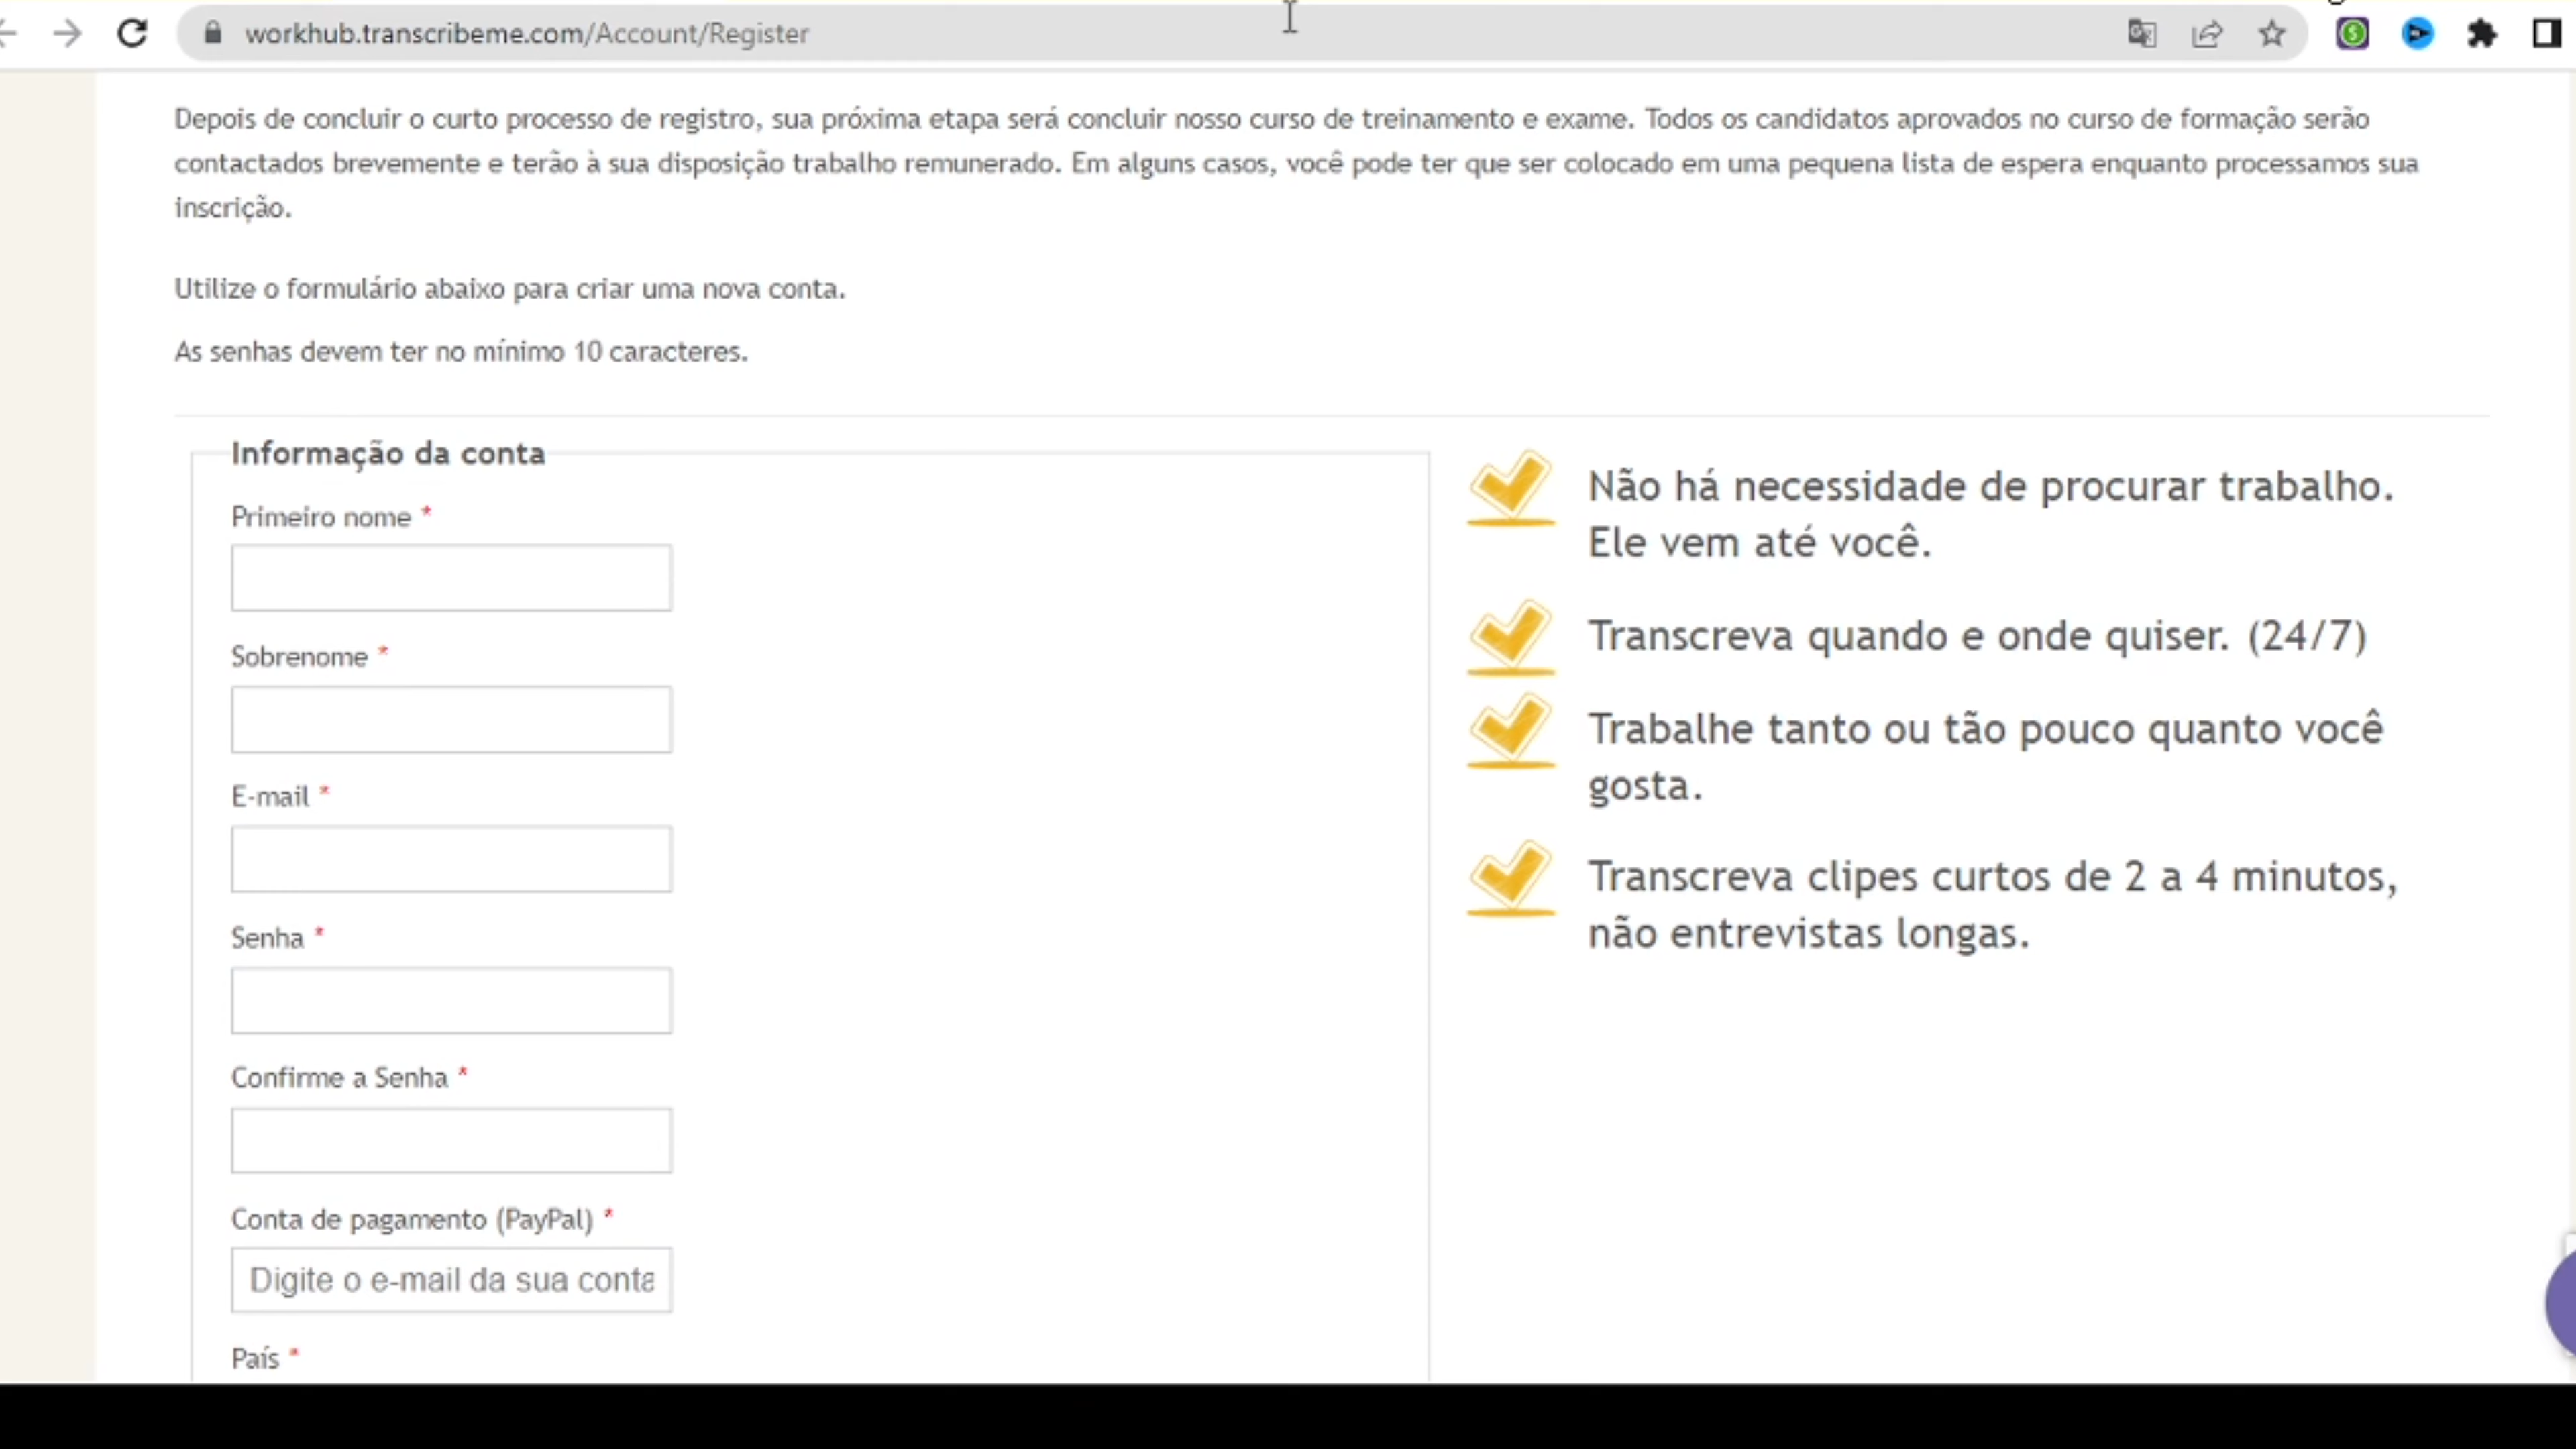 workhub.transcribeme.com/Account/Register
Depois de concluir o curto processo de registro, sua próxima etapa será concluir nosso curso de treinamento e exame. Todos os candidatos aprovados no curso de formação serão
contactados brevemente e terão à sua disposição trabalho remunerado. Em alguns casos, você pode ter que ser colocado em uma pequena lista de espera enquanto processamos sua
inscrição.
Utilize o formulário abaixo para criar uma nova conta.
As senhas devem ter no mínimo 10 caracteres.
Informação da conta
Primeiro nome *
Sobrenome *
E-mail *
Senha *
Confirme a Senha *
Conta de pagamento (PayPal) *
Digite o e-mail da sua conta
País *
Não há necessidade de procurar trabalho.
Ele vem até você.
Transcreva quando e onde quiser. (24/7)
Trabalhe tanto ou tão pouco quanto você
gosta.
Transcreva clipes curtos de 2 a 4 minutos,
não entrevistas longas.